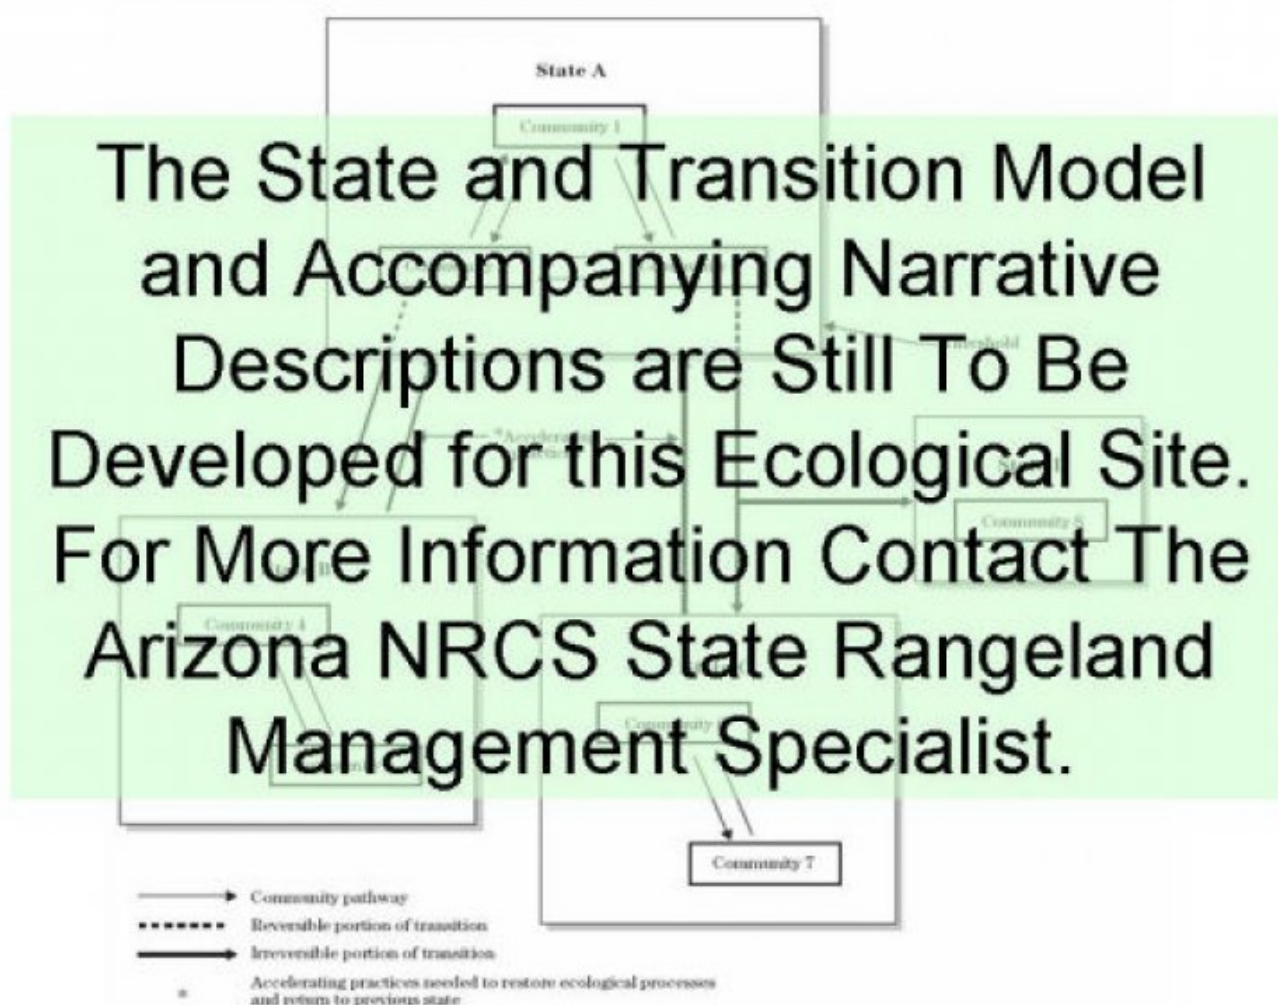 State A
Community 1
The State and Transition Model
and Accompanying Narrative
Descriptions are Still To Be
Developed for this Ecological Site.
For More Information Contact The
Arizona NRCS State Rangeland
Management Specialist.
Community 4
Community 7
Community pathway
Reversible portion of transition
Irreversible portion of transition
* Accelerating practices needed to restore ecological processes
and return to previous state